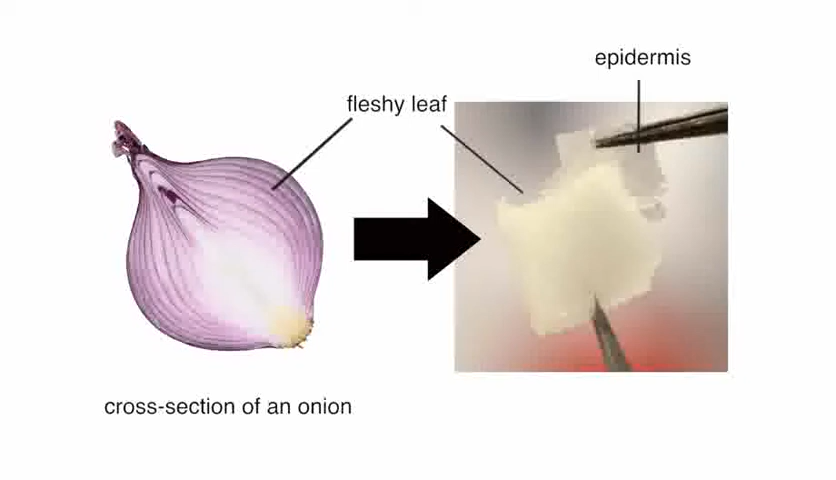 epidermis
fleshy leaf
cross-section of an onion